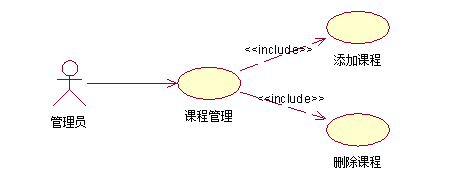 <<include>>
添加课程
管理员
课程管理
<<include>>
删除课程